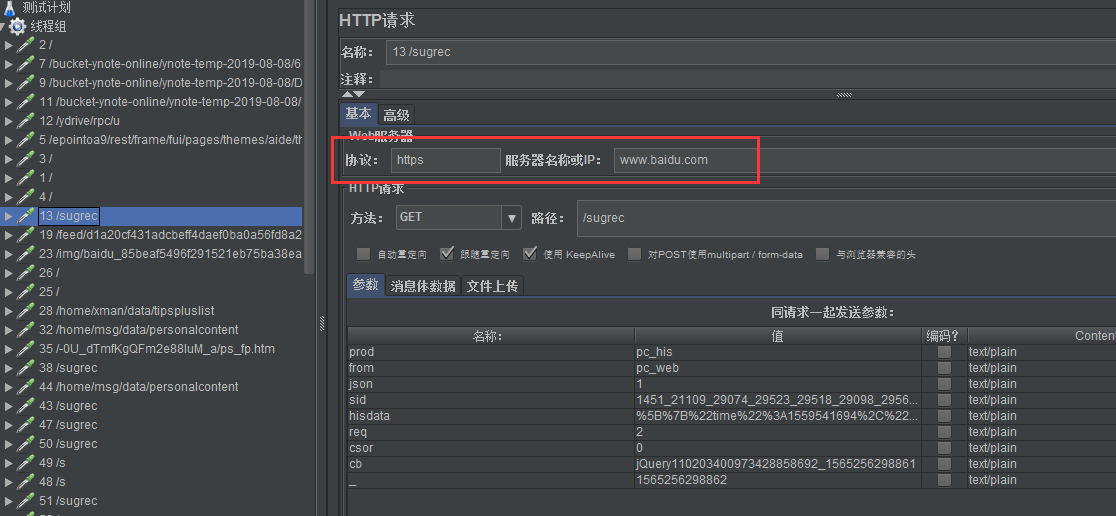 测试计划
线程组
2 /
7 /bucket-ynote-online/ynote-temp-2019-08-08/6
9 /bucket-ynote-online/ynote-temp-2019-08-08/D
11 /bucket-ynote-online/ynote-temp-2019-08-08/
12 /ydrive/rpc/u
5 /epointoa9/rest/frame/fui/pages/themes/aide/th
3 /
1 /
4 /
13 /sugrec
19 /feed/d1a20cf431adcbeff4daef0ba0a56fd8a2
23 /img/baidu_85beaf5496f291521eb75ba38ea
26 /
25 /
28 /home/xman/data/tipspluslist
32 /home/msg/data/personalcontent
35 /-0U_dTmfKgQFm2e88IuM_a/ps_fp.htm
38 /sugrec
44 /home/msg/data/personalcontent
43 /sugrec
47 /sugrec
50 /sugrec
49 /s
48 /s
51 /sugrec
HTTP请求
名称： 13 /sugrec
注释：
基本 高级
Web服务器
协议： https 服务器名称或IP： www.baidu.com
HTTP请求
方法： GET 路径： /sugrec
自动重定向 跟随重定向 使用 KeepAlive 对POST使用multipart / form-data 与浏览器兼容的头
参数 消息体数据 文件上传
同请求一起发送参数：
名称： 值 编码? Conten
prod pc_his text/plain
from pc_web text/plain
json 1 text/plain
sid 1451_21109_29074_29523_29518_29098_2956... text/plain
hisdata %5B%7B%22time%22%3A1559541694%2C%22... text/plain
req 2 text/plain
csor 0 text/plain
cb jQuery110203400973428858692_1565256298861 text/plain
_ 1565256298862 text/plain